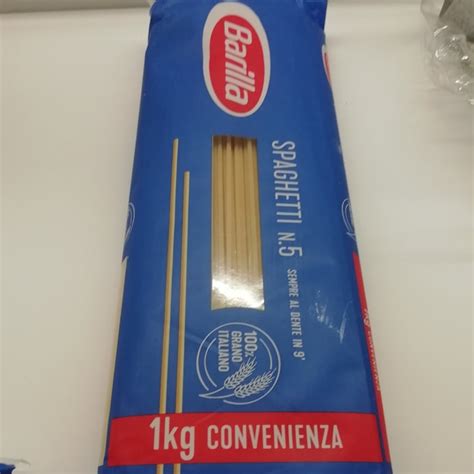 Barilla
SPAGHETTI N.5
SEMPRE AL DENTE IN 9'
100%
GRANO
ITALIANO
1kg CONVENIENZA